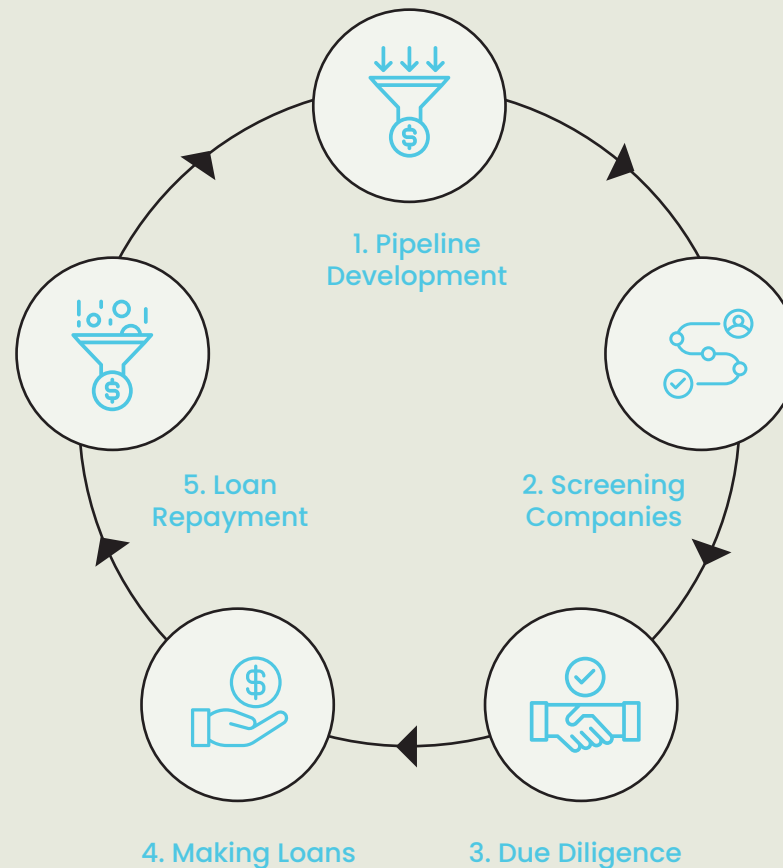 1. Pipeline
Development
2. Screening
Companies
3. Due Diligence
4. Making Loans
5. Loan
Repayment
$
$
$